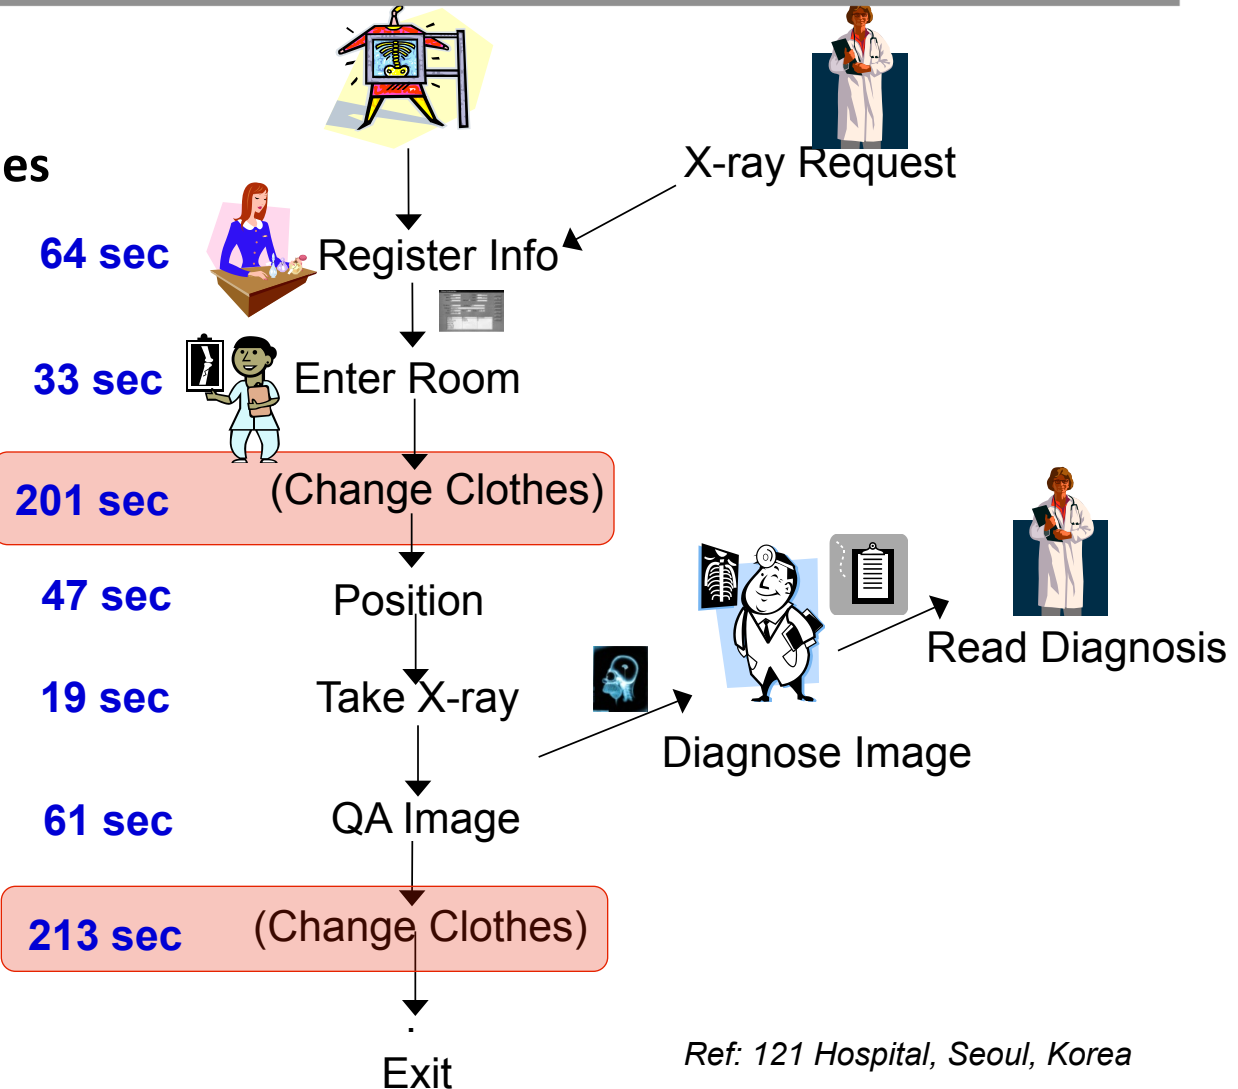 es
X-ray Request
64 sec Register Info
33 sec Enter Room
201 sec (Change Clothes)
47 sec Position
Read Diagnosis
19 sec Take X-ray
Diagnose Image
61 sec QA Image
213 sec (Change Clothes)
.
Exit
Ref: 121 Hospital, Seoul, Korea